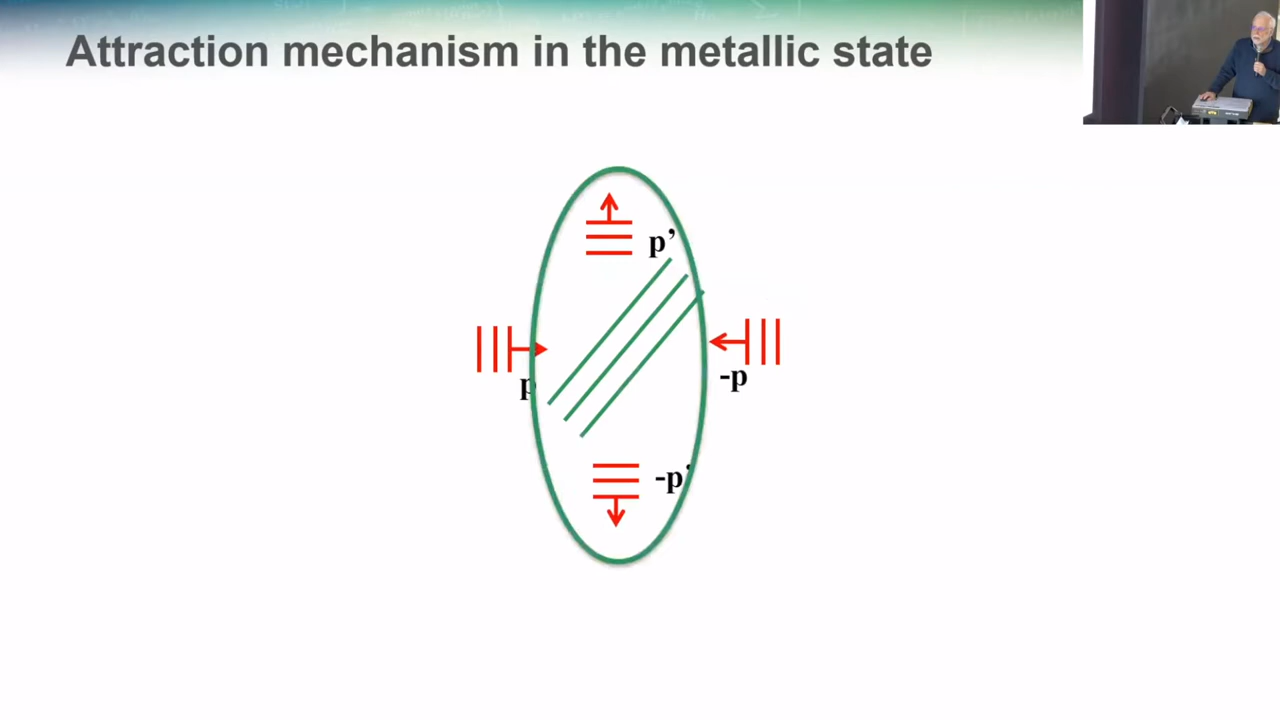 Attraction mechanism in the metallic state
p’
p
-p
-p’